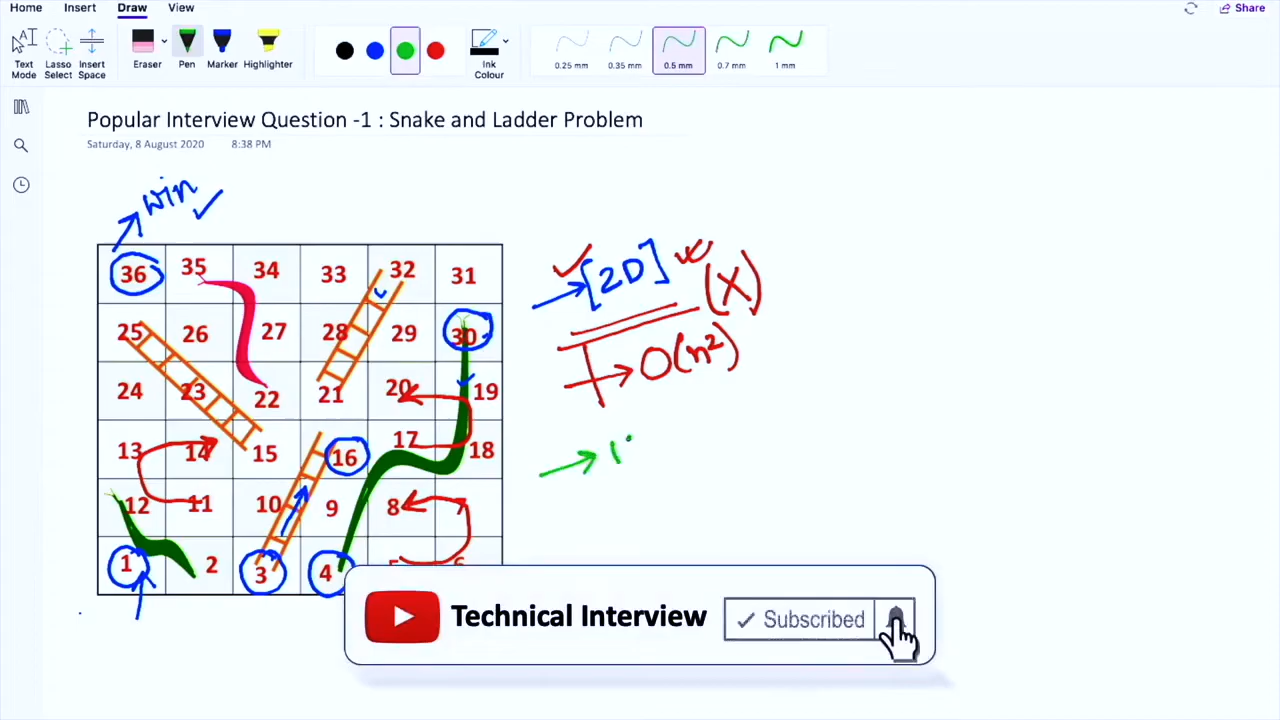 Home Insert Draw View Share
Text Mode
Lasso Select
Insert Space
Eraser
Pen
Marker
Highlighter
Ink Colour
0.25 mm
0.35 mm
0.5 mm
0.7 mm
1 mm
Popular Interview Question -1 : Snake and Ladder Problem
Saturday, 8 August 2020 8:38 PM
win
36 35 34 33 32 31
25 26 27 28 29 30
24 23 22 21 20 19
13 14 15 16 17 18
12 11 10 9 8 7
1 2 3 4
[2D] (X)
O(n²)
Technical Interview
Subscribed